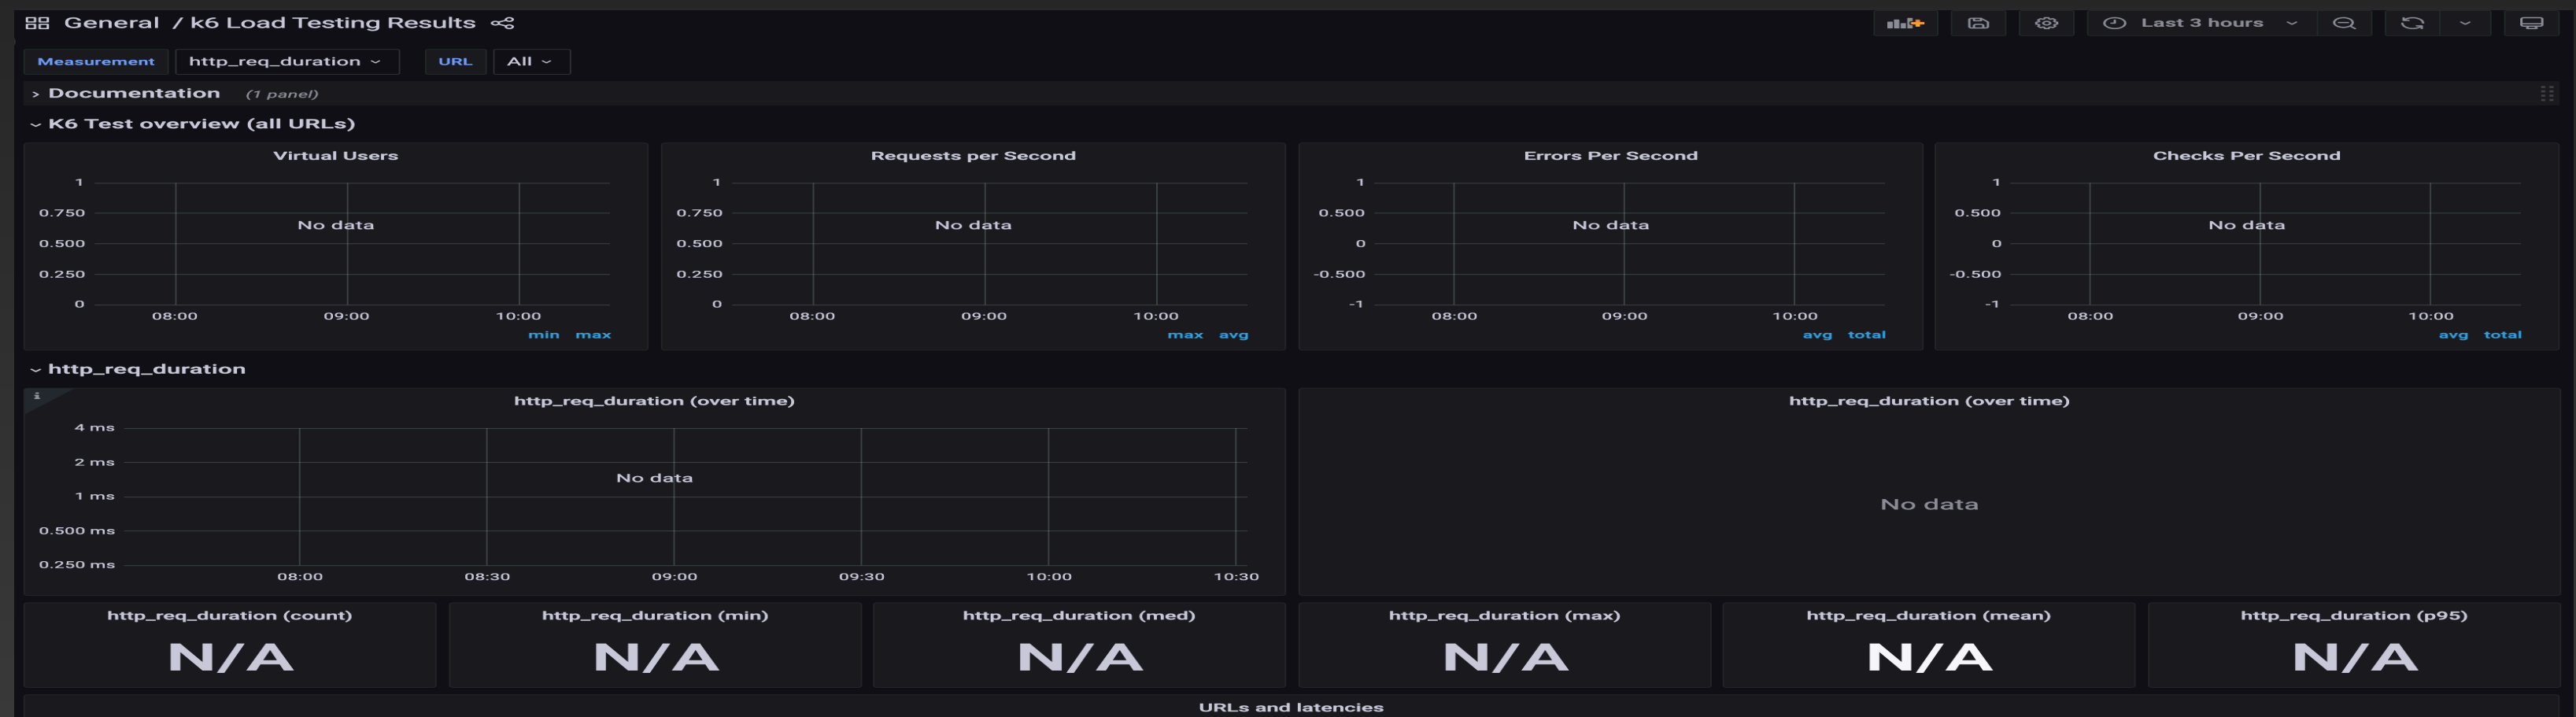 General / k6 Load Testing Results
Last 3 hours
Measurement http_req_duration URL All
Documentation (1 panel)
K6 Test overview (all URLs)
Virtual Users
1
0.750
0.500
0.250
0
No data
08:00 09:00 10:00
min max
Requests per Second
1
0.750
0.500
0.250
0
No data
08:00 09:00 10:00
max avg
Errors Per Second
1
0.500
0
-0.500
-1
No data
08:00 09:00 10:00
avg total
Checks Per Second
1
0.500
0
-0.500
-1
No data
08:00 09:00 10:00
avg total
http_req_duration
i
http_req_duration (over time)
4 ms
2 ms
1 ms
0.500 ms
0.250 ms
No data
08:00 08:30 09:00 09:30 10:00 10:30
http_req_duration (over time)
No data
http_req_duration (count)
N/A
http_req_duration (min)
N/A
http_req_duration (med)
N/A
http_req_duration (max)
N/A
http_req_duration (mean)
N/A
http_req_duration (p95)
N/A
URLs and latencies